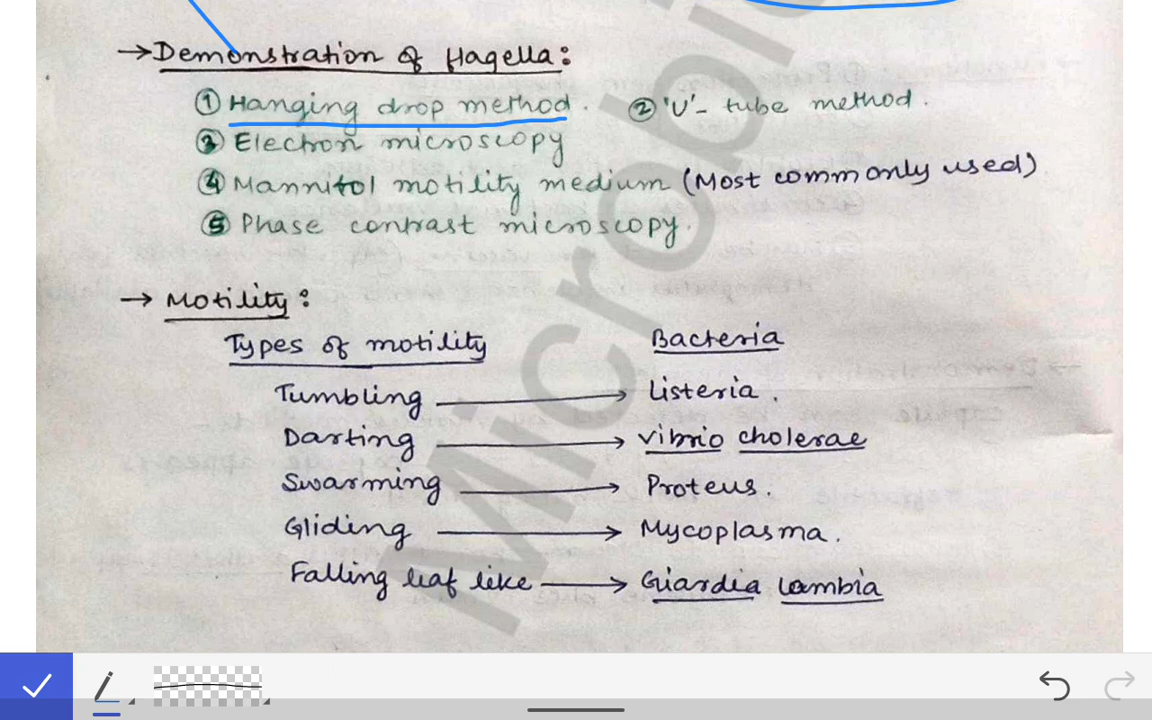 → Demonstration of flagella:
① Hanging drop method. ② 'U'- tube method.
③ Electron microscopy
④ Mannitol motility medium (Most commonly used)
⑤ Phase contrast microscopy.
→ Motility:
Types of motility Bacteria
Tumbling → Listeria.
Darting → vibrio cholerae
Swarming → Proteus.
Gliding → Mycoplasma.
Falling leaf like → Giardia lambia
Microbi